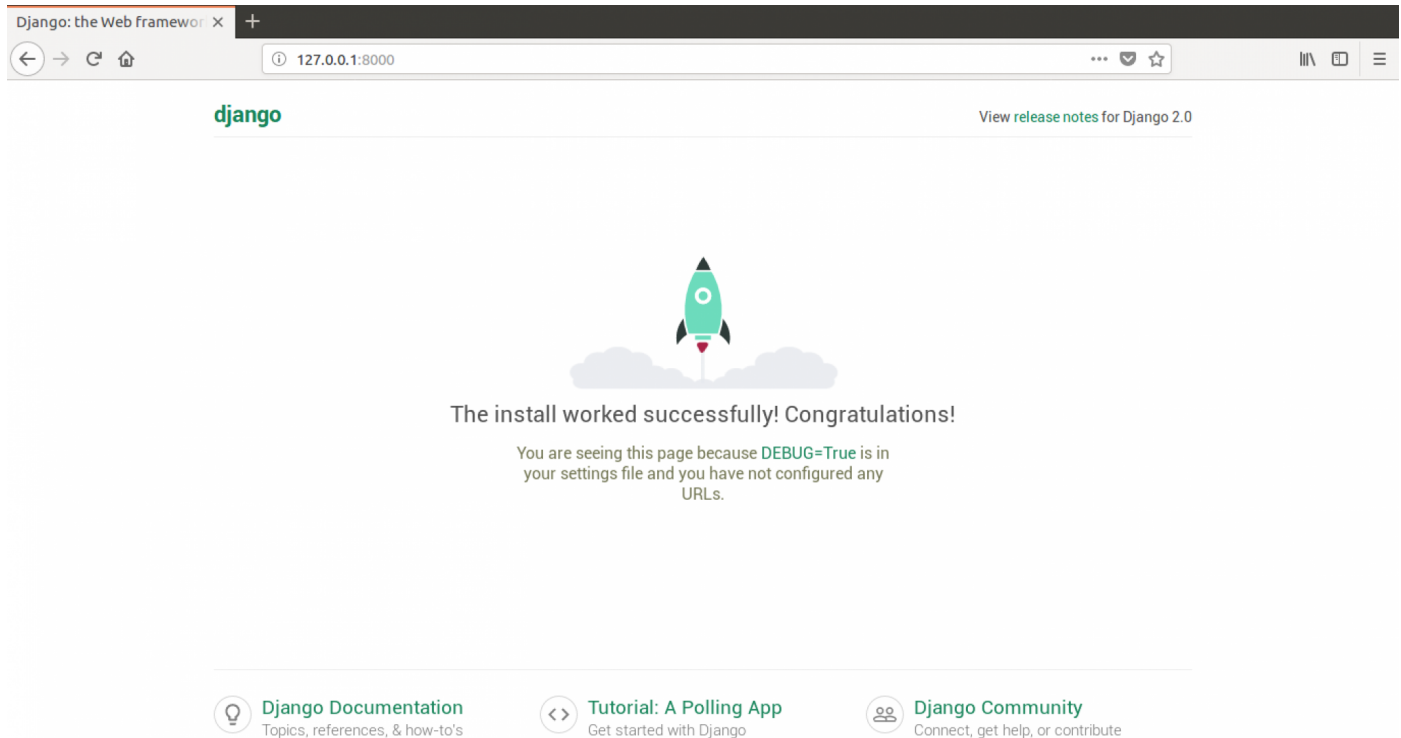 Django: the Web framewor
127.0.0.1:8000
django
View release notes for Django 2.0
The install worked successfully! Congratulations!
You are seeing this page because DEBUG=True is in
your settings file and you have not configured any
URLs.
Django Documentation
Topics, references, & how-to's
Tutorial: A Polling App
Get started with Django
Django Community
Connect, get help, or contribute